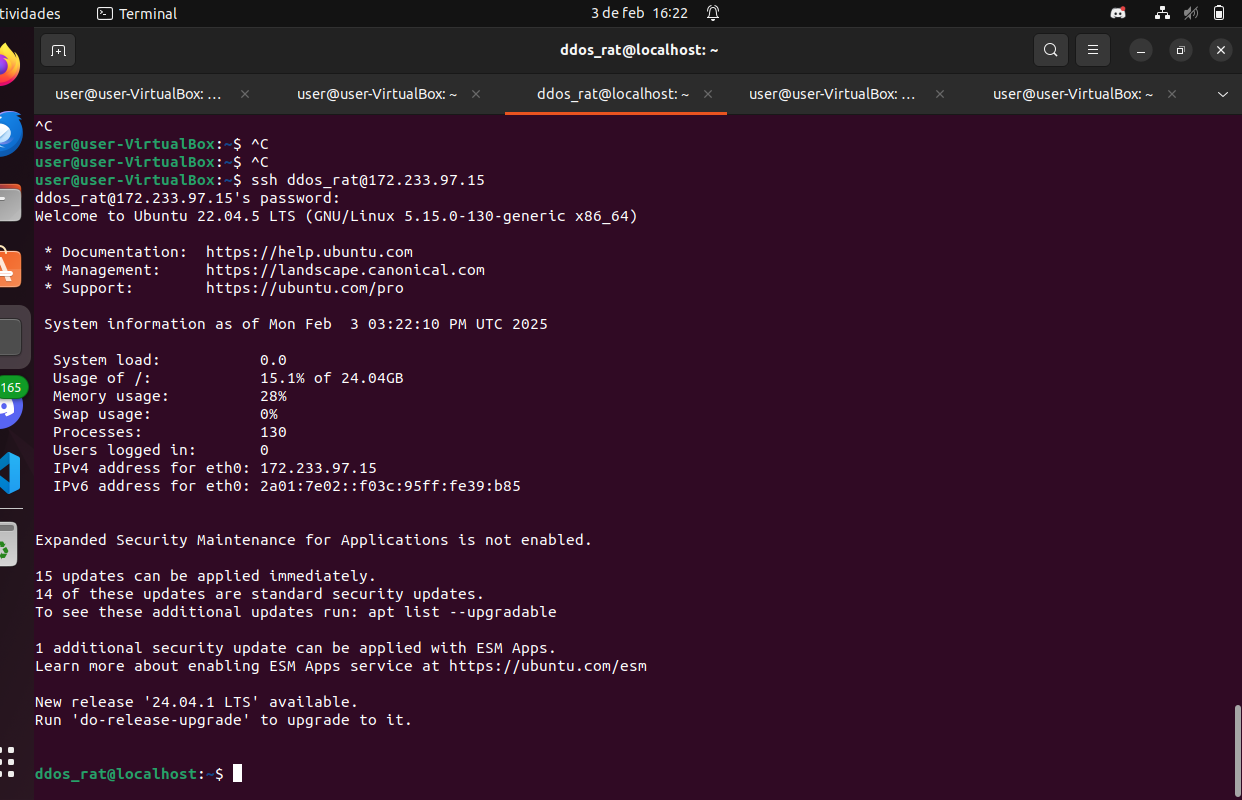 tividades Terminal 3 de feb 16:22
ddos_rat@localhost: ~
user@user-VirtualBox: ... user@user-VirtualBox: ~ ddos_rat@localhost: ~ user@user-VirtualBox: ... user@user-VirtualBox: ~
^C
user@user-VirtualBox:~$ ^C
user@user-VirtualBox:~$ ^C
user@user-VirtualBox:~$ ssh ddos_rat@172.233.97.15
ddos_rat@172.233.97.15's password:
Welcome to Ubuntu 22.04.5 LTS (GNU/Linux 5.15.0-130-generic x86_64)
* Documentation: https://help.ubuntu.com
* Management: https://landscape.canonical.com
* Support: https://ubuntu.com/pro
System information as of Mon Feb 3 03:22:10 PM UTC 2025
System load: 0.0
Usage of /: 15.1% of 24.04GB
Memory usage: 28%
Swap usage: 0%
Processes: 130
Users logged in: 0
IPv4 address for eth0: 172.233.97.15
IPv6 address for eth0: 2a01:7e02::f03c:95ff:fe39:b85
165
Expanded Security Maintenance for Applications is not enabled.
15 updates can be applied immediately.
14 of these updates are standard security updates.
To see these additional updates run: apt list --upgradable
1 additional security update can be applied with ESM Apps.
Learn more about enabling ESM Apps service at https://ubuntu.com/esm
New release '24.04.1 LTS' available.
Run 'do-release-upgrade' to upgrade to it.
ddos_rat@localhost:~$